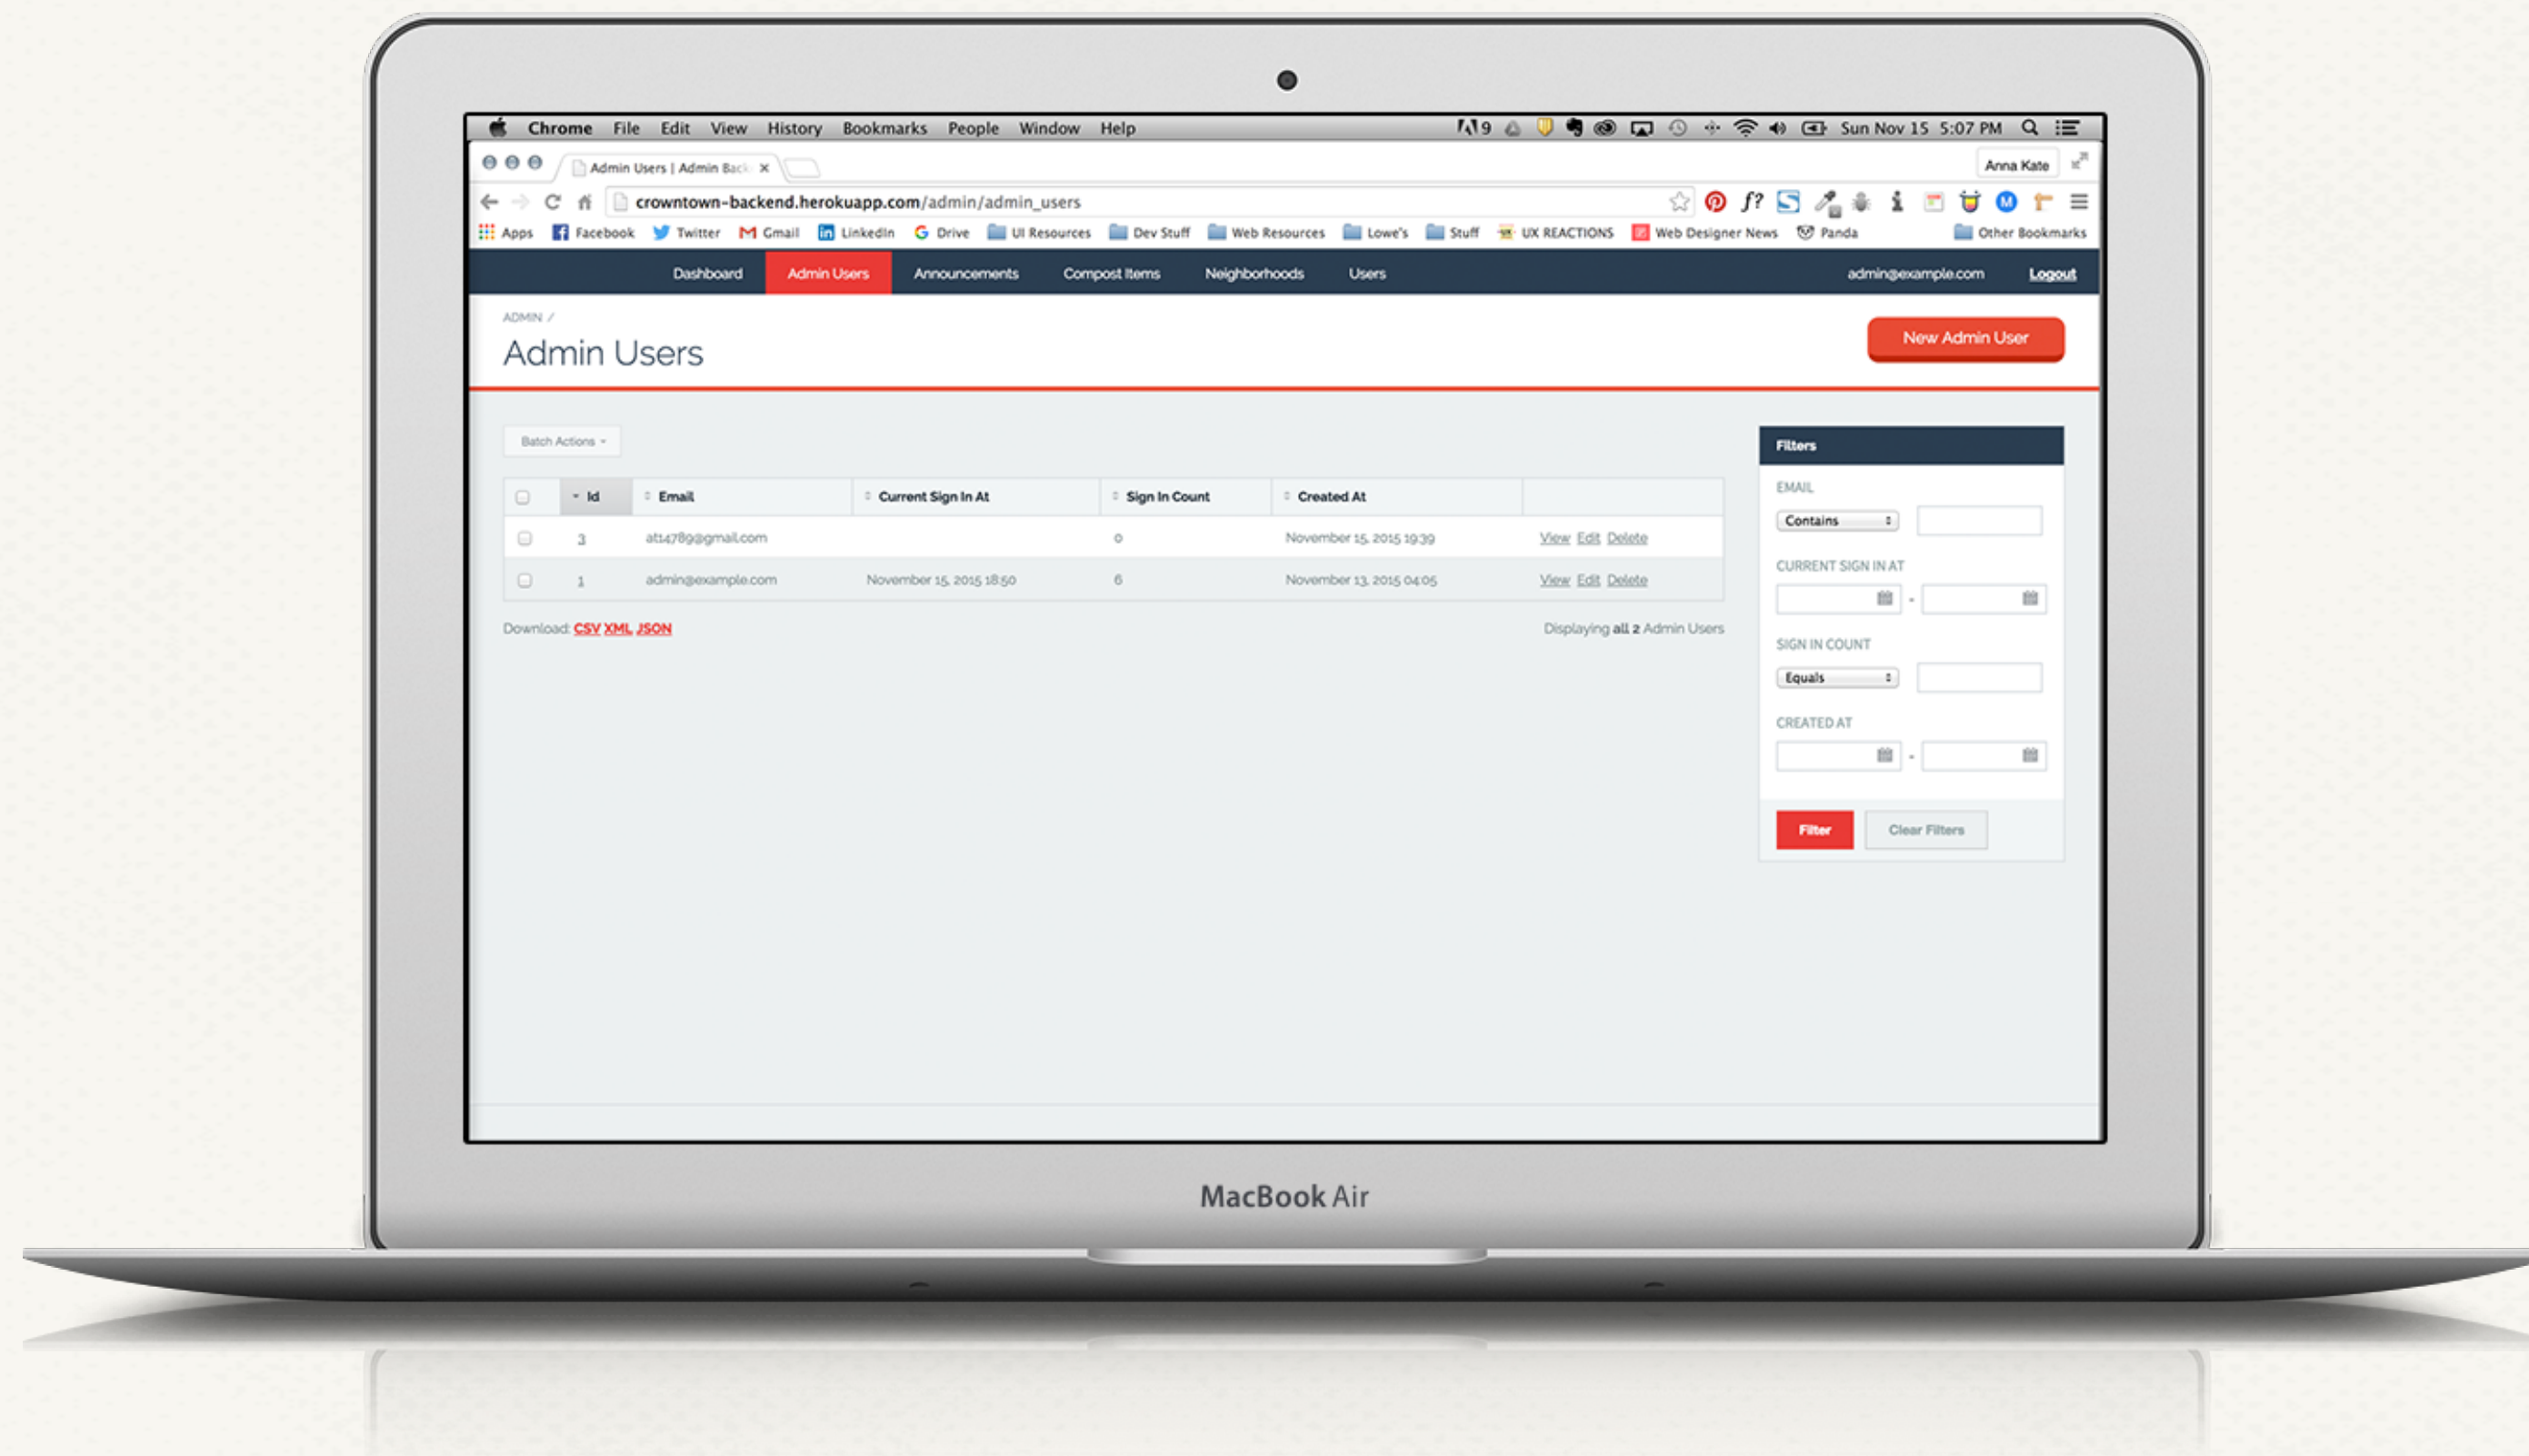 Chrome File Edit View History Bookmarks People Window Help 9 Sun Nov 15 5:07 PM
Admin Users | Admin Back Anna Kate
crowntown-backend.herokuapp.com/admin/admin_users f?
Apps Facebook Twitter Gmail LinkedIn Drive UI Resources Dev Stuff Web Resources Lowe's Stuff UX REACTIONS Web Designer News Panda Other Bookmarks
Dashboard Admin Users Announcements Compost Items Neighborhoods Users admin@example.com Logout
ADMIN /
Admin Users
New Admin User
Batch Actions
Id Email Current Sign In At Sign In Count Created At
3 at14789@gmail.com 0 November 15, 2015 19:39 View Edit Delete
1 admin@example.com November 15, 2015 18:50 6 November 13, 2015 04:05 View Edit Delete
Download: CSV XML JSON
Displaying all 2 Admin Users
Filters
EMAIL
Contains
CURRENT SIGN IN AT
-
SIGN IN COUNT
Equals
CREATED AT
-
Filter Clear Filters
MacBook Air